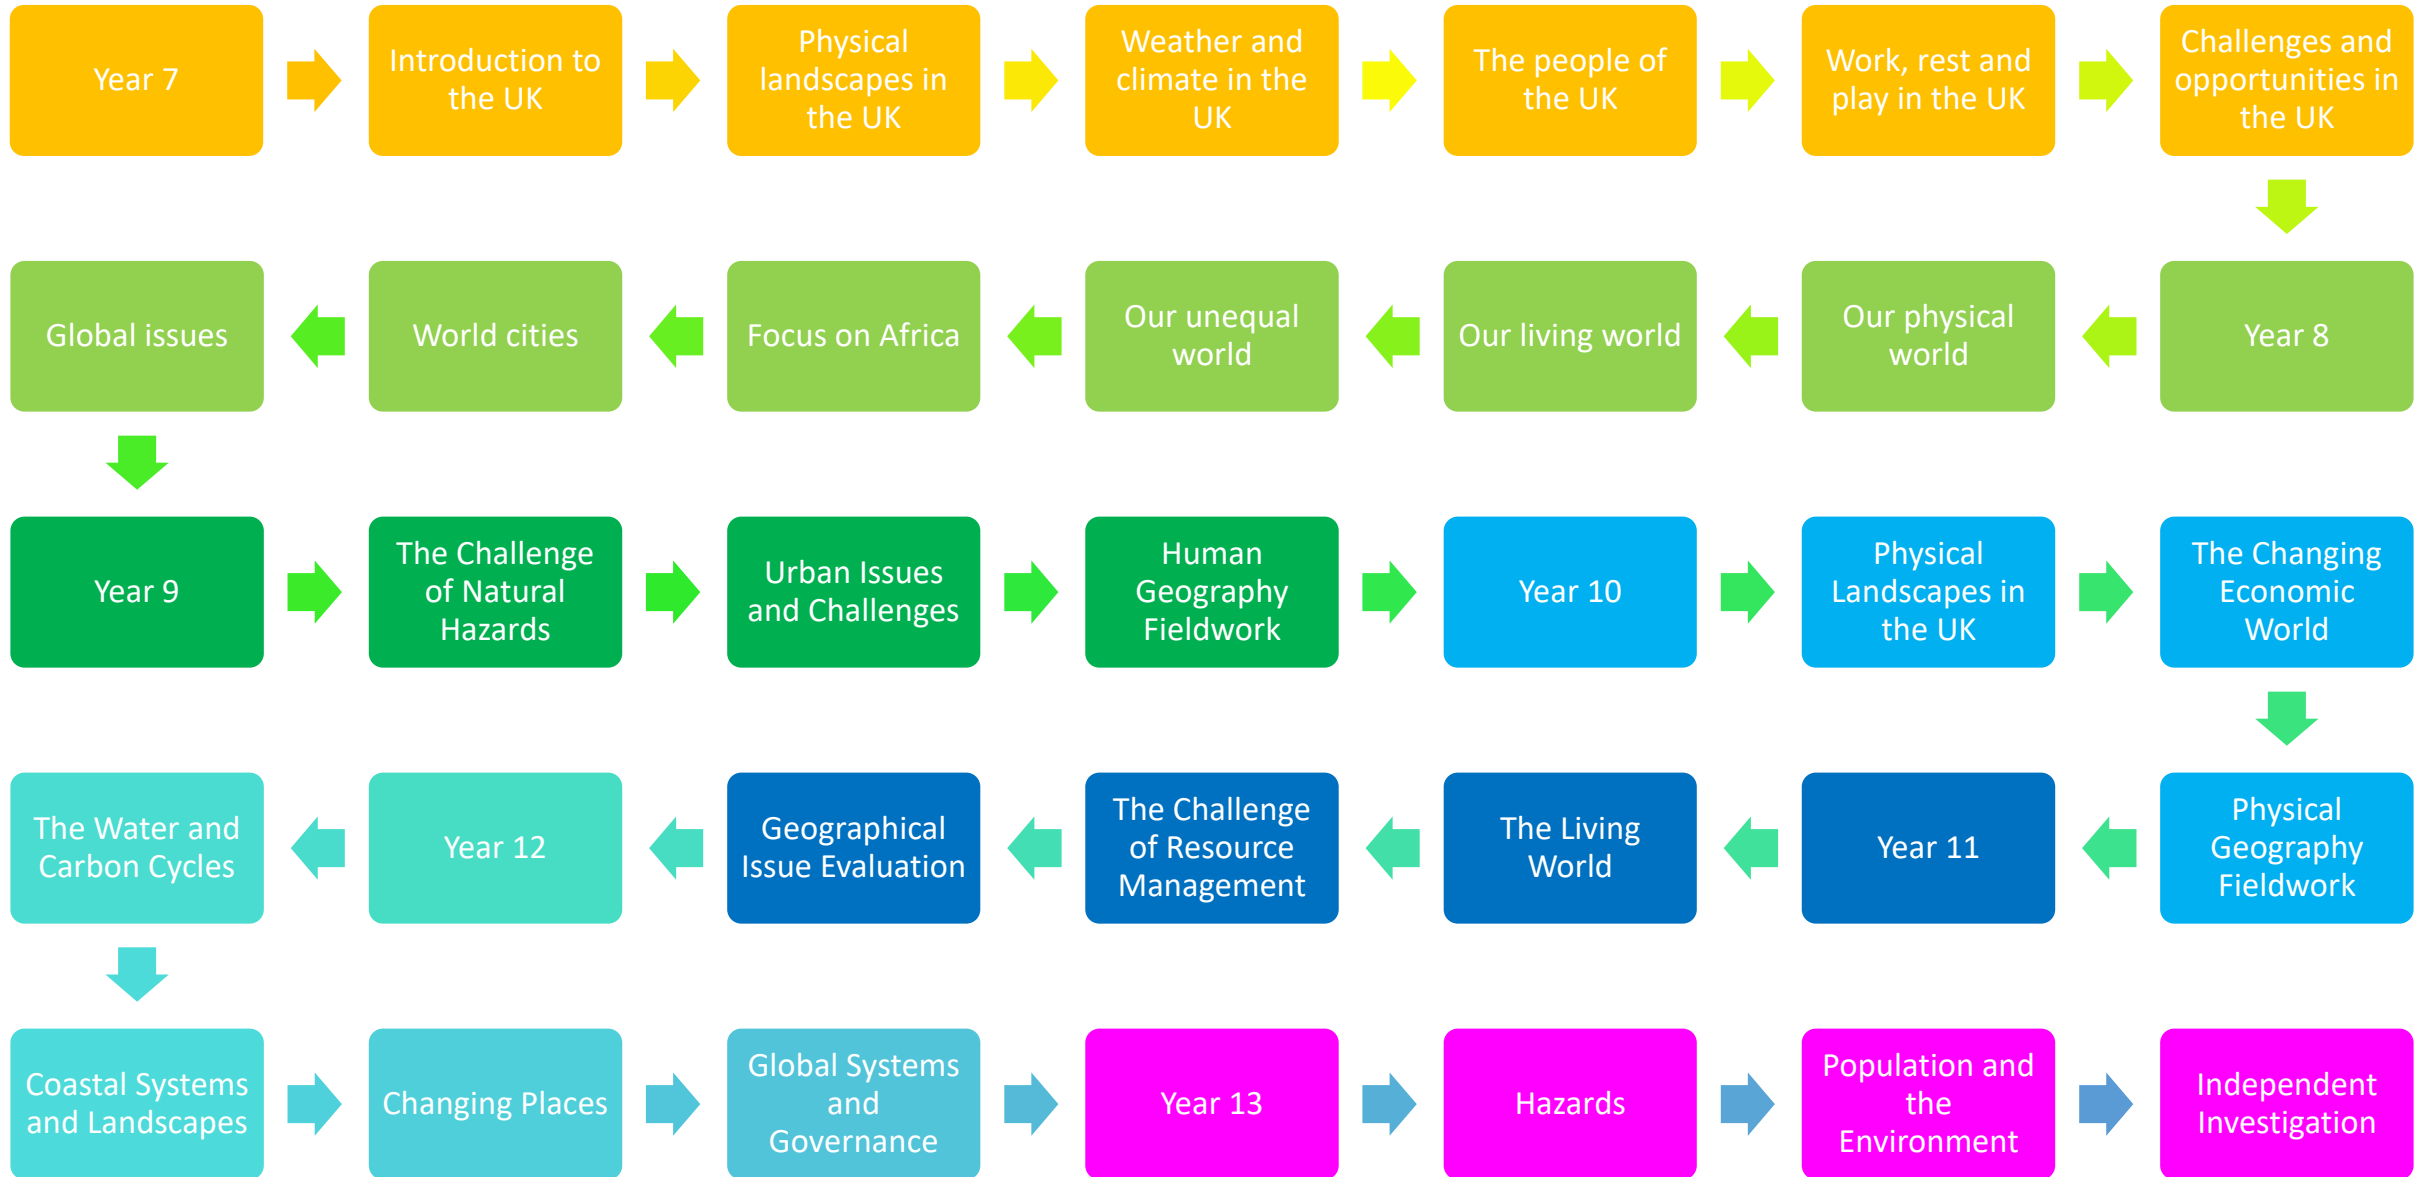 Year 7
Introduction to
the UK
Physical
landscapes in
the UK
Weather and
climate in the
UK
The people of
the UK
Work, rest and
play in the UK
Challenges and
opportunities in
the UK
Year 8
Our physical
world
Our living world
Our unequal
world
Focus on Africa
World cities
Global issues
Year 9
The Challenge
of Natural
Hazards
Urban Issues
and Challenges
Human
Geography
Fieldwork
Year 10
Physical
Landscapes in
the UK
The Changing
Economic
World
Physical
Geography
Fieldwork
Year 11
The Living
World
The Challenge
of Resource
Management
Geographical
Issue Evaluation
Year 12
The Water and
Carbon Cycles
Coastal Systems
and Landscapes
Changing Places
Global Systems
and
Governance
Year 13
Hazards
Population and
the
Environment
Independent
Investigation